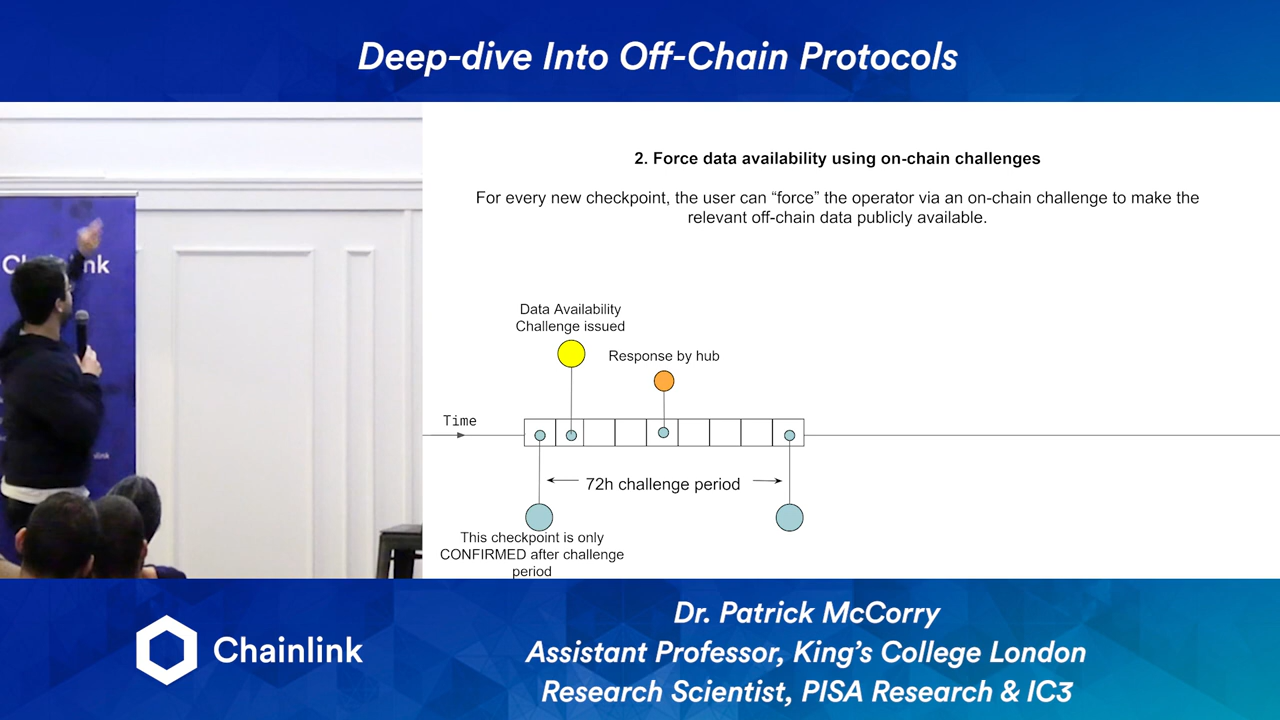 Deep-dive Into Off-Chain Protocols
2. Force data availability using on-chain challenges
For every new checkpoint, the user can “force” the operator via an on-chain challenge to make the
relevant off-chain data publicly available.
Data Availability
Challenge issued
Response by hub
Time
72h challenge period
This checkpoint is only
CONFIRMED after challenge
period
Chainlink
Dr. Patrick McCorry
Assistant Professor, King’s College London
Research Scientist, PISA Research & IC3